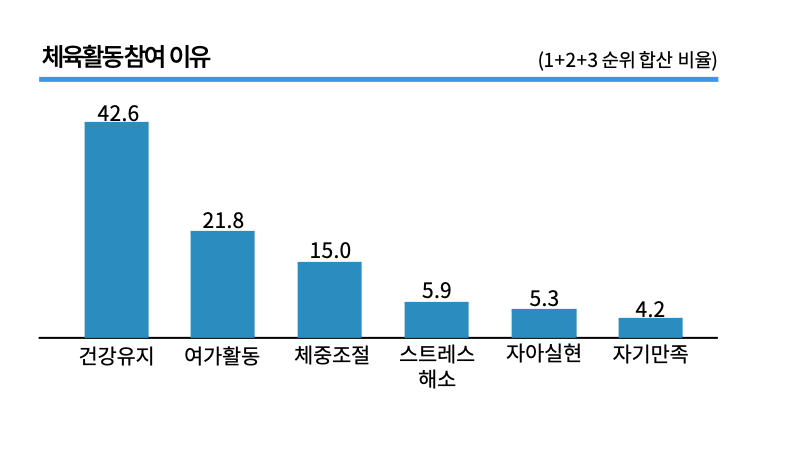 체육활동참여 이유
(1+2+3 순위 합산 비율)
42.6
21.8
15.0
5.9
5.3
4.2
건강유지
여가활동
체중조절
스트레스
해소
자아실현
자기만족